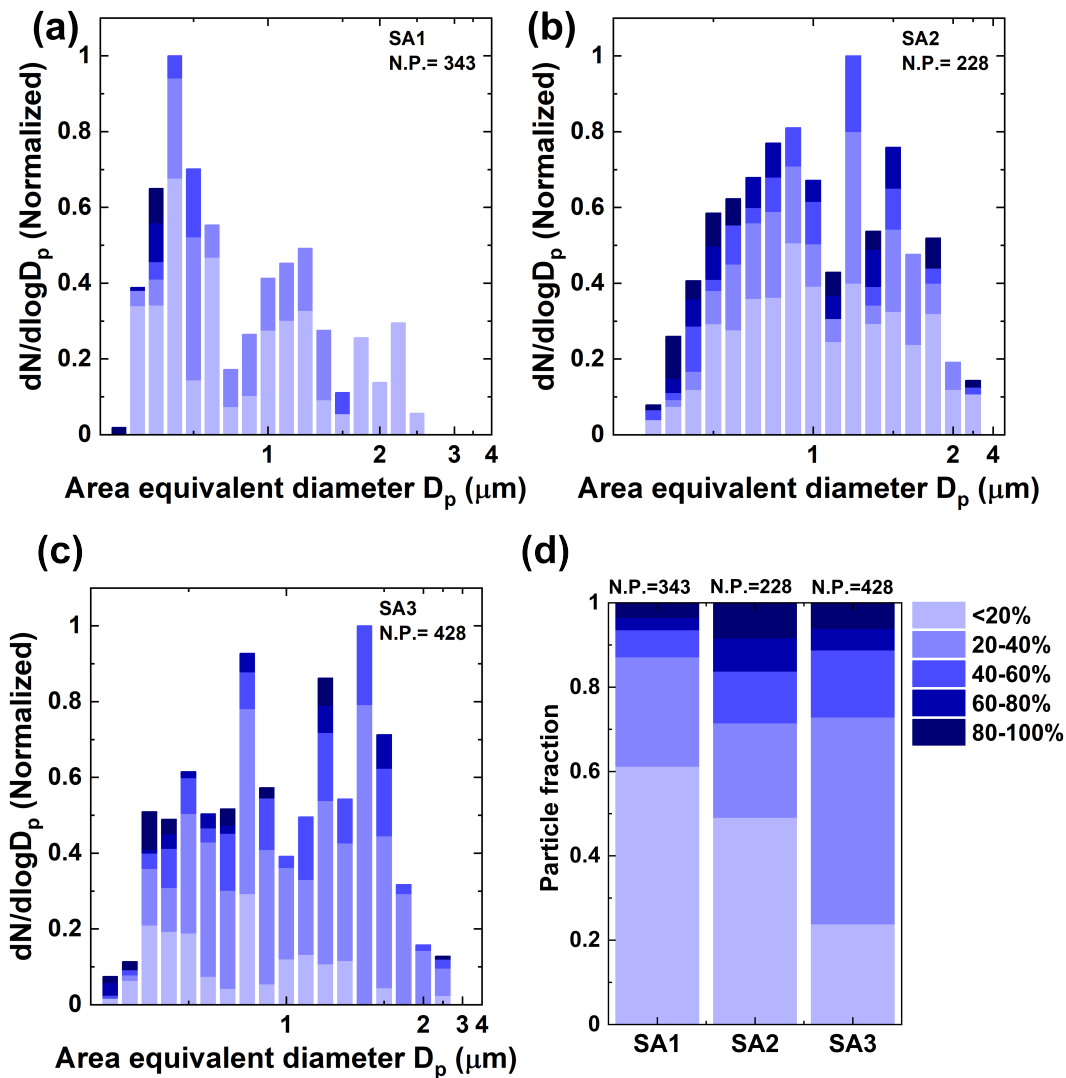 (a)
SA1
N.P.= 343
dN/dlogDp (Normalized)
1
0.8
0.6
0.4
0.2
0
1
2
3
4
Area equivalent diameter Dp (μm)
(b)
SA2
N.P.= 228
dN/dlogDp (Normalized)
1
0.8
0.6
0.4
0.2
0
1
2
4
Area equivalent diameter Dp (μm)
(c)
SA3
N.P.= 428
dN/dlogDp (Normalized)
1
0.8
0.6
0.4
0.2
0
1
2
3
4
Area equivalent diameter Dp (μm)
(d)
N.P.=343
N.P.=228
N.P.=428
Particle fraction
1
0.8
0.6
0.4
0.2
0
SA1
SA2
SA3
<20%
20-40%
40-60%
60-80%
80-100%